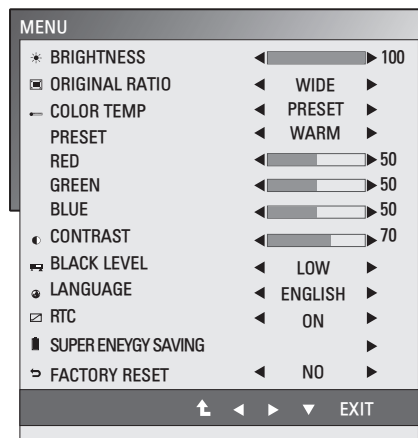 MENU
BRIGHTNESS 100
ORIGINAL RATIO WIDE
COLOR TEMP PRESET
PRESET WARM
RED 50
GREEN 50
BLUE 50
CONTRAST 70
BLACK LEVEL LOW
LANGUAGE ENGLISH
RTC ON
SUPER ENEYGY SAVING
FACTORY RESET NO
EXIT